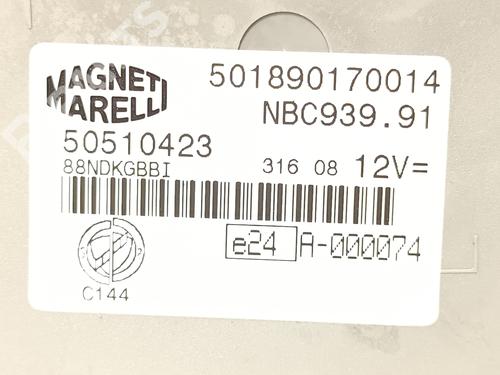 MAGNETI MARELLI
501890170014
NBC939.91
50510423
88NDKGBBI
316 08 12V=
e24 A-000074
C144